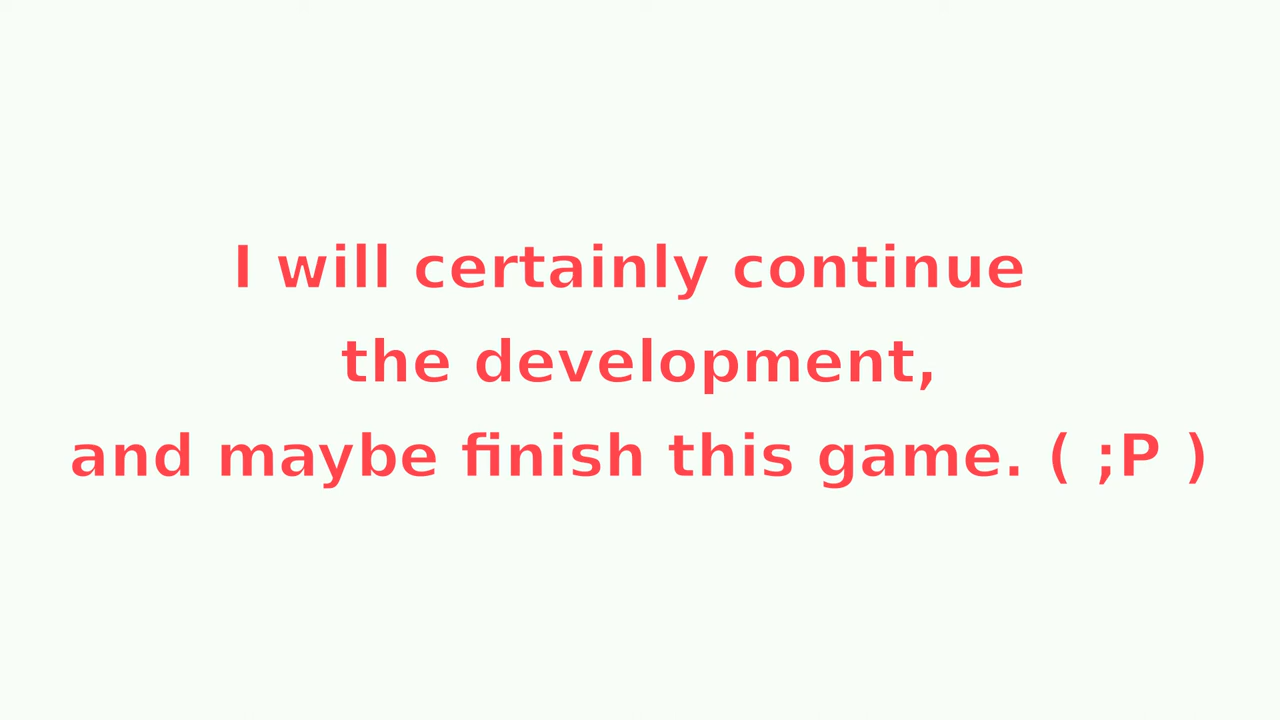 I will certainly continue
the development,
and maybe finish this game. ( ;P )